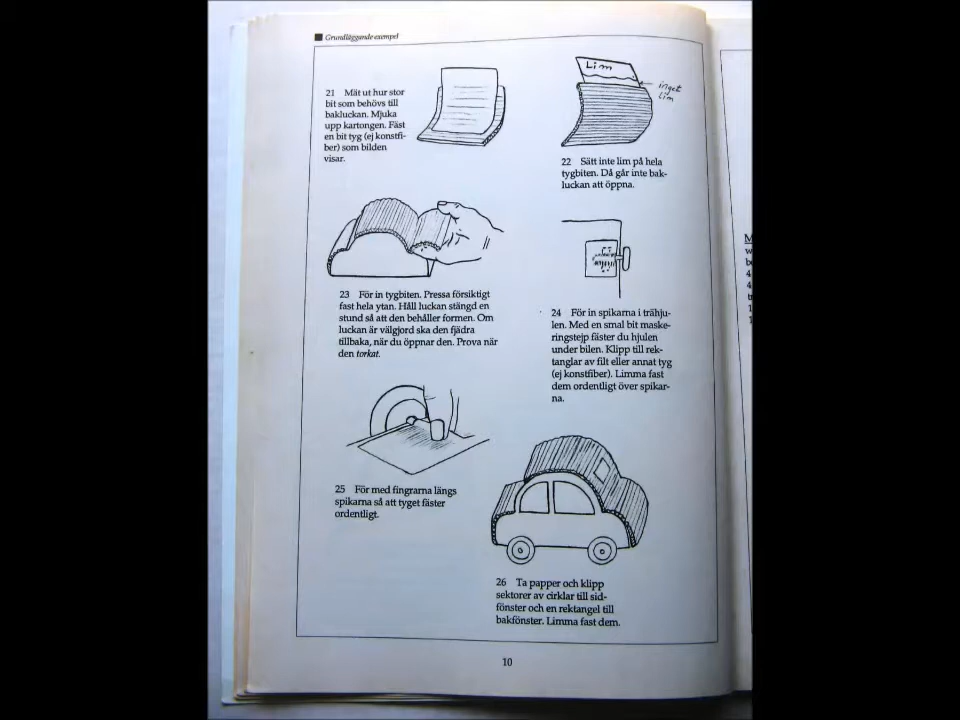 Grundläggande exempel
21 Mät ut hur stor
bit som behövs till
bakluckan. Mjuka
upp kartongen. Fäst
en bit tyg (ej konstfi-
ber) som bilden
visar.
Lim
inget
lim
22 Sätt inte lim på hela
tygbiten. Då går inte bak-
luckan att öppna.
23 För in tygbiten. Pressa försiktigt
fast hela ytan. Håll luckan stängd en
stund så att den behåller formen. Om
luckan är välgjord ska den fjädra
tillbaka, när du öppnar den. Prova när
den torkat.
24 För in spikarna i trähju-
len. Med en smal bit maske-
ringstejp fäster du hjulen
under bilen. Klipp till rek-
tanglar av filt eller annat tyg
(ej konstfiber). Limma fast
dem ordentligt över spikar-
na.
25 För med fingrarna längs
spikarna så att tyget fäster
ordentligt.
26 Ta papper och klipp
sektorer av cirklar till sid-
fönster och en rektangel till
bakfönster. Limma fast dem.
10